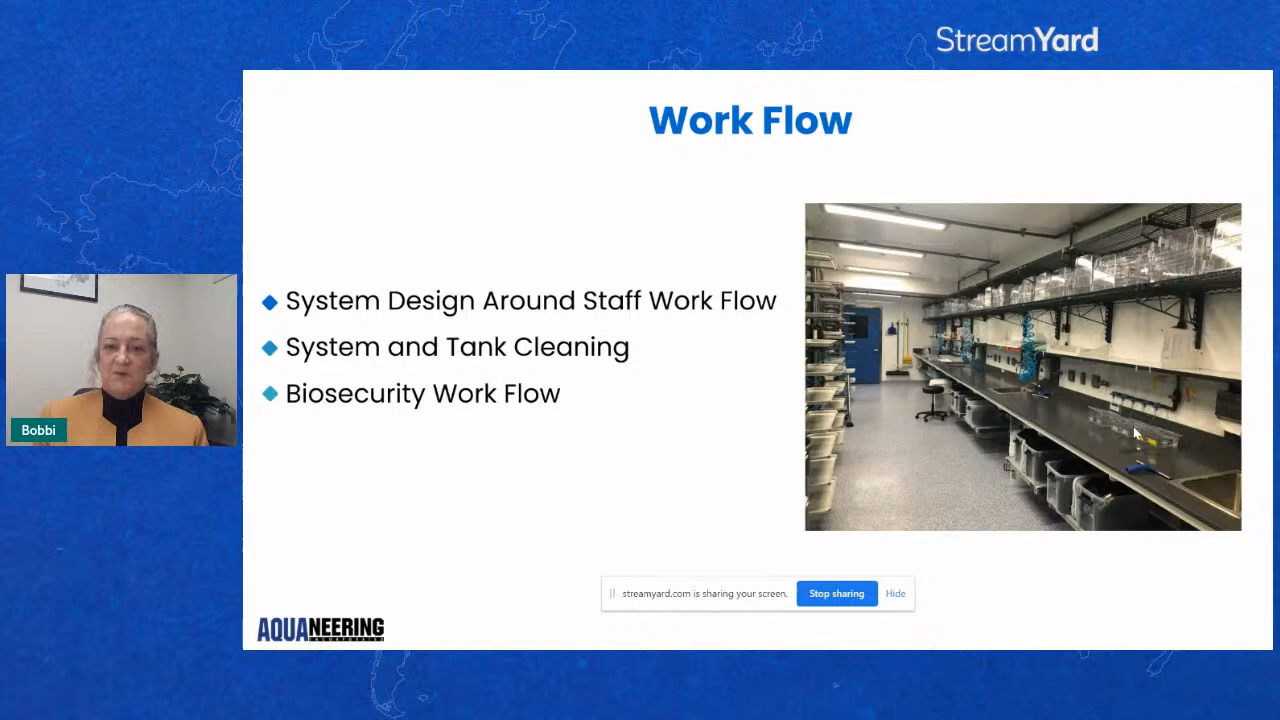 StreamYard
Work Flow
System Design Around Staff Work Flow
System and Tank Cleaning
Biosecurity Work Flow
Bobbi
streamyard.com is sharing your screen.
Stop sharing
Hide
AQUANEERING
INCORPORATED